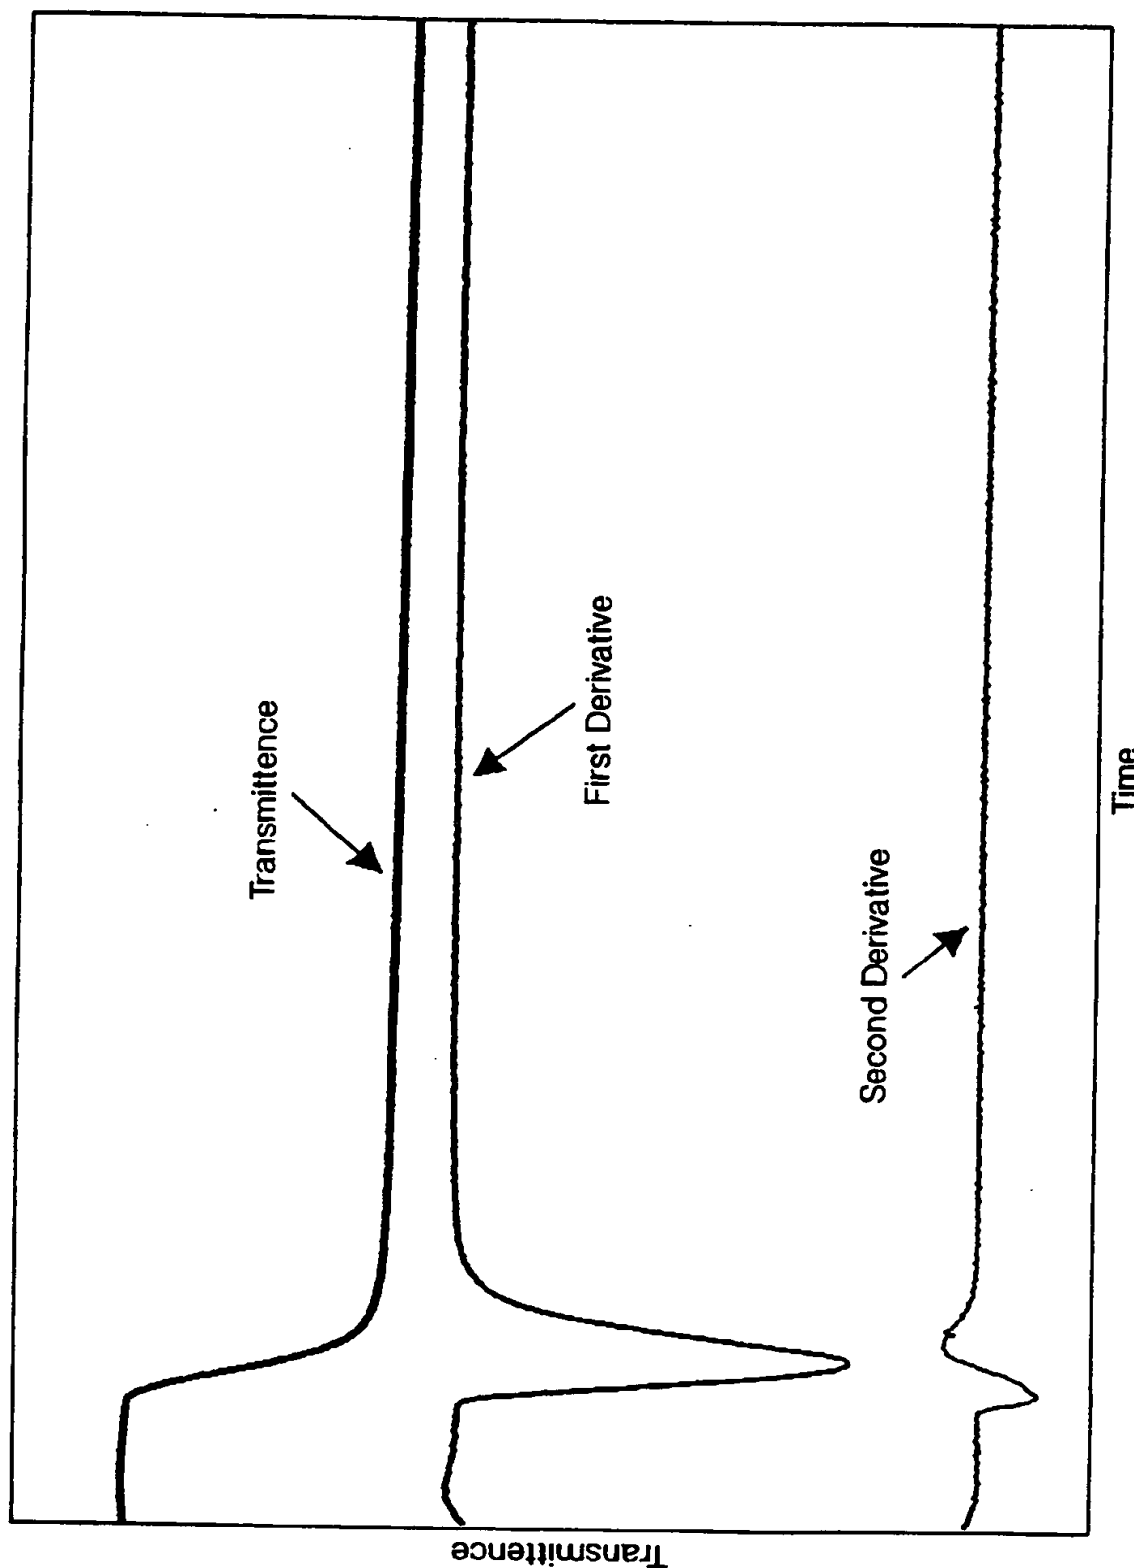 Transmittence
Transmittence
First Derivative
Second Derivative
Time